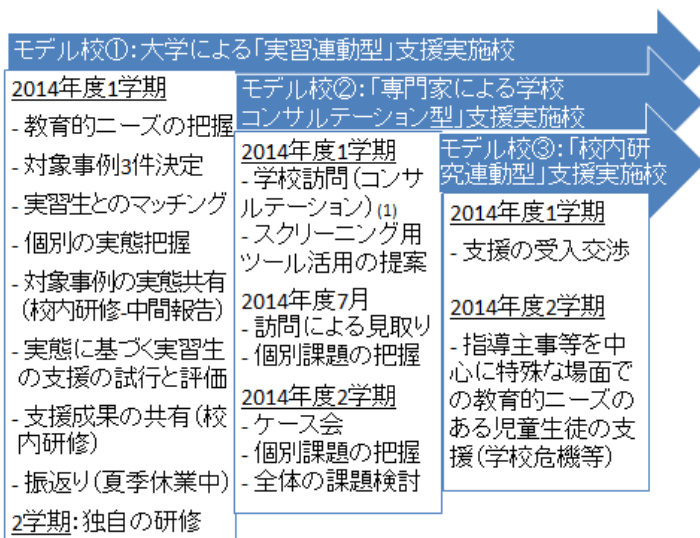 モデル校①:大学による「実習連動型」支援実施校
2014年度1学期
- 教育的ニーズの把握
- 対象事例3件決定
- 実習生とのマッチング
- 個別の実態把握
- 対象事例の実態共有
(校内研修-中間報告)
- 実態に基づく実習生
の支援の試行と評価
- 支援成果の共有(校
内研修)
- 振返り(夏季休業中)
2学期:独自の研修
モデル校②:「専門家による学校
コンサルテーション型」支援実施校
2014年度1学期
- 学校訪問(コンサ
ルテーション)(1)
- スクリーニング用
ツール活用の提案
2014年度7月
- 訪問による見取り
- 個別課題の把握
2014年度2学期
- ケース会
- 個別課題の把握
- 全体の課題検討
モデル校③:「校内研
究連動型」支援実施校
2014年度1学期
- 支援の受入交渉
2014年度2学期
- 指導主事等を中
心に特殊な場面で
の教育的ニーズの
ある児童生徒の支
援(学校危機等)